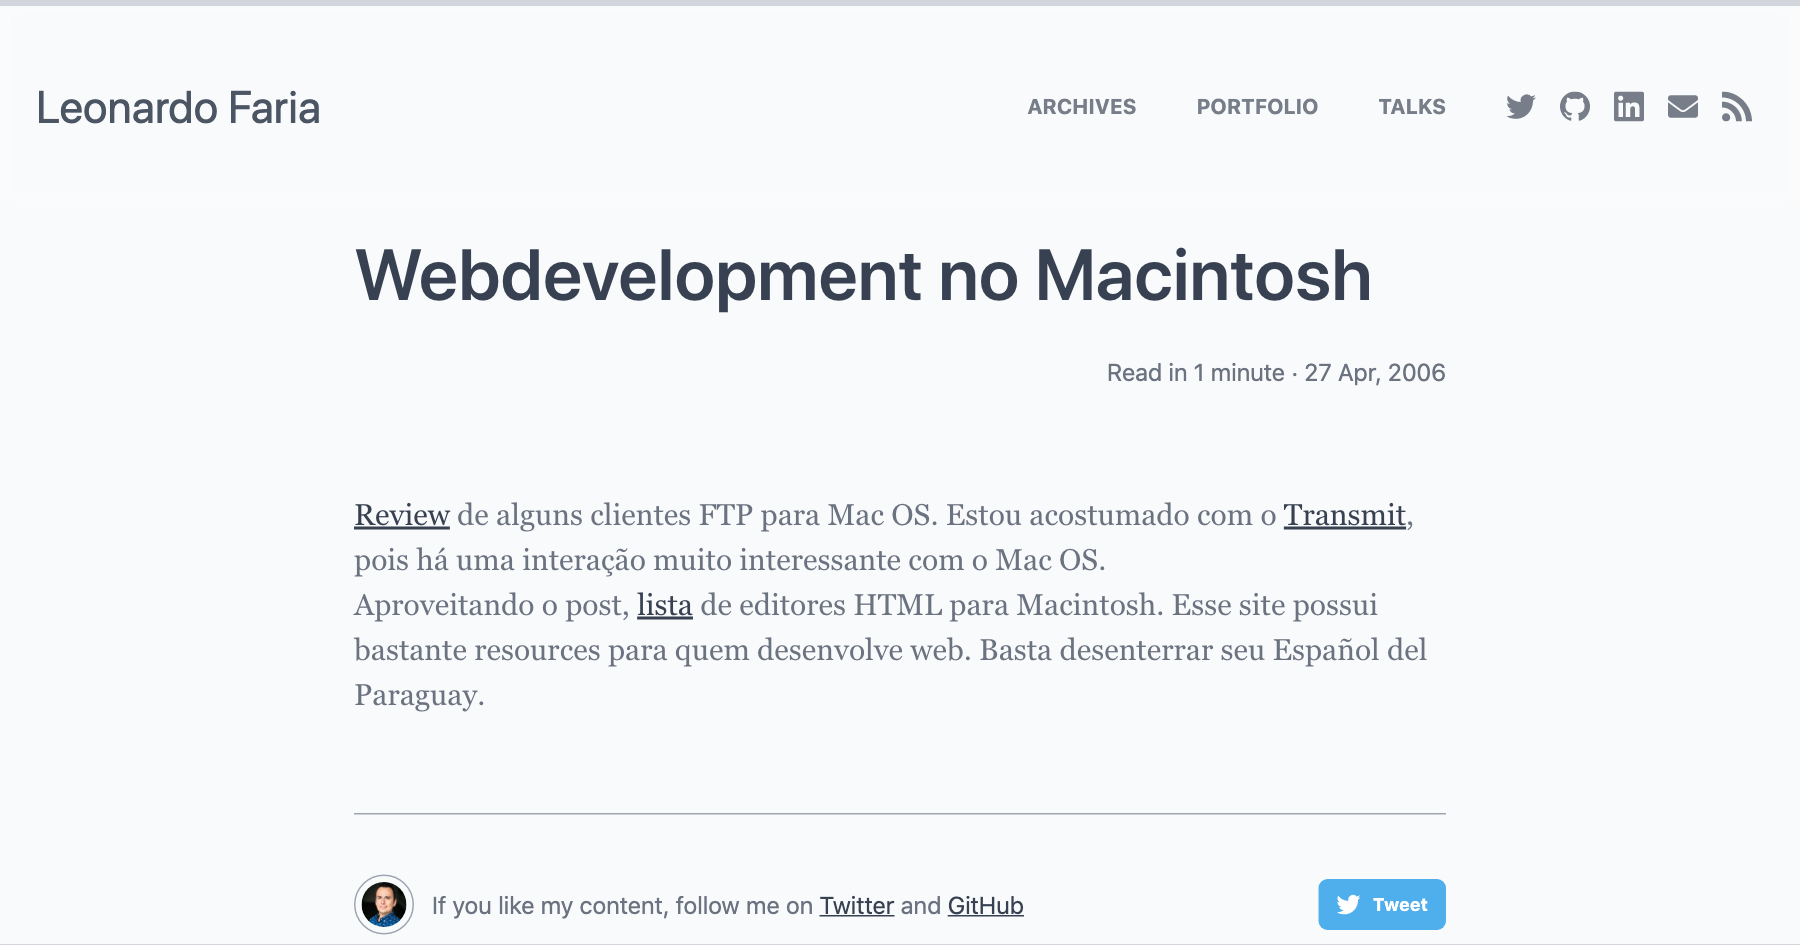 Leonardo Faria
ARCHIVES PORTFOLIO TALKS
Webdevelopment no Macintosh
Read in 1 minute · 27 Apr, 2006
Review de alguns clientes FTP para Mac OS. Estou acostumado com o Transmit,
pois há uma interação muito interessante com o Mac OS.
Aproveitando o post, lista de editores HTML para Macintosh. Esse site possui
bastante resources para quem desenvolve web. Basta desenterrar seu Español del
Paraguay.
If you like my content, follow me on Twitter and GitHub
Tweet